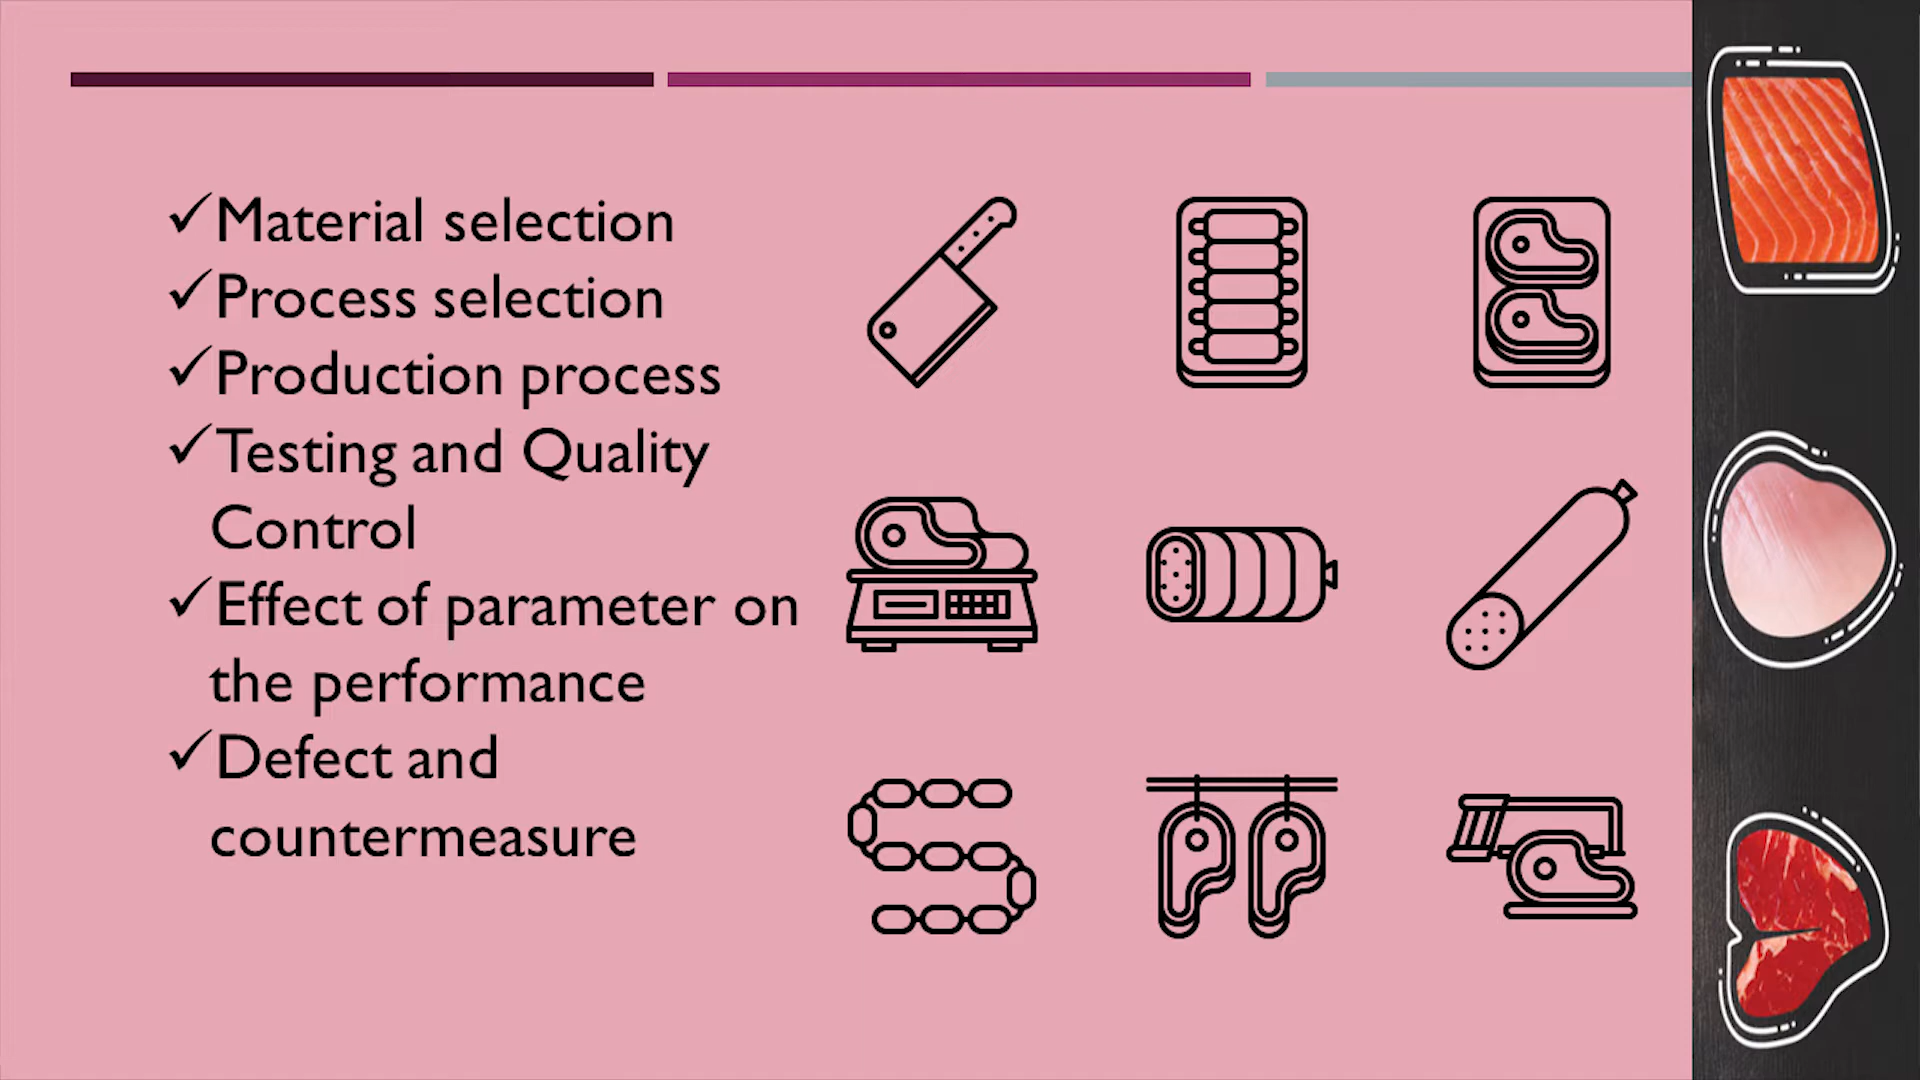 ✓Material selection
✓Process selection
✓Production process
✓Testing and Quality
Control
✓Effect of parameter on
the performance
✓Defect and
countermeasure